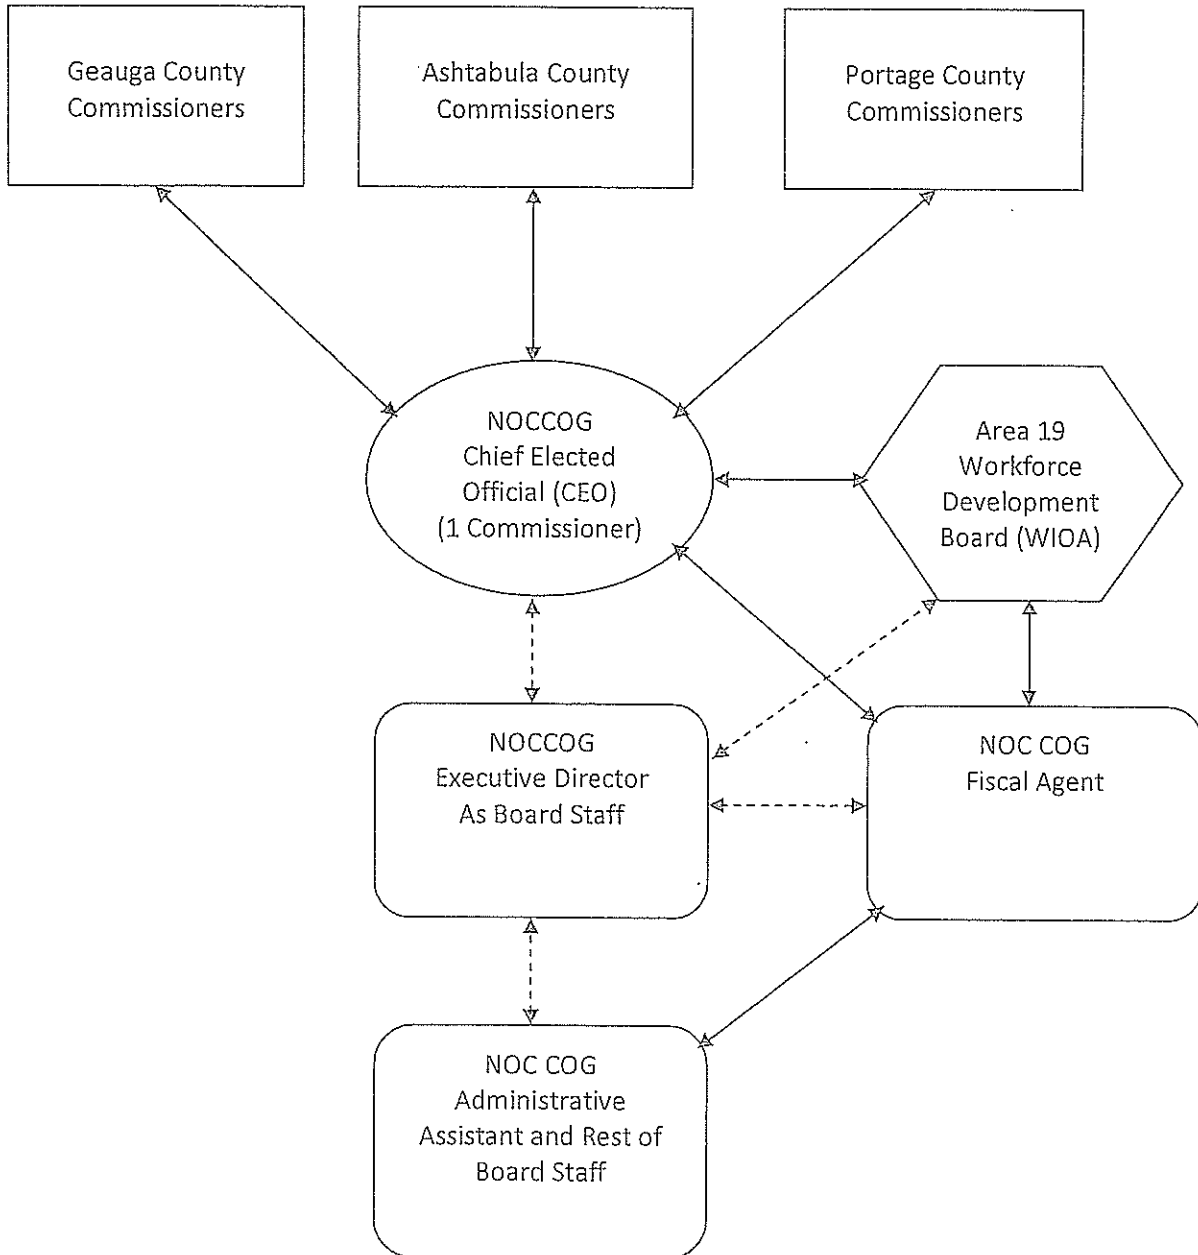 Geauga County
Commissioners
Ashtabula County
Commissioners
Portage County
Commissioners
NOCCOG
Chief Elected
Official (CEO)
(1 Commissioner)
Area 19
Workforce
Development
Board (WIOA)
NOCCOG
Executive Director
As Board Staff
NOC COG
Fiscal Agent
NOC COG
Administrative
Assistant and Rest of
Board Staff